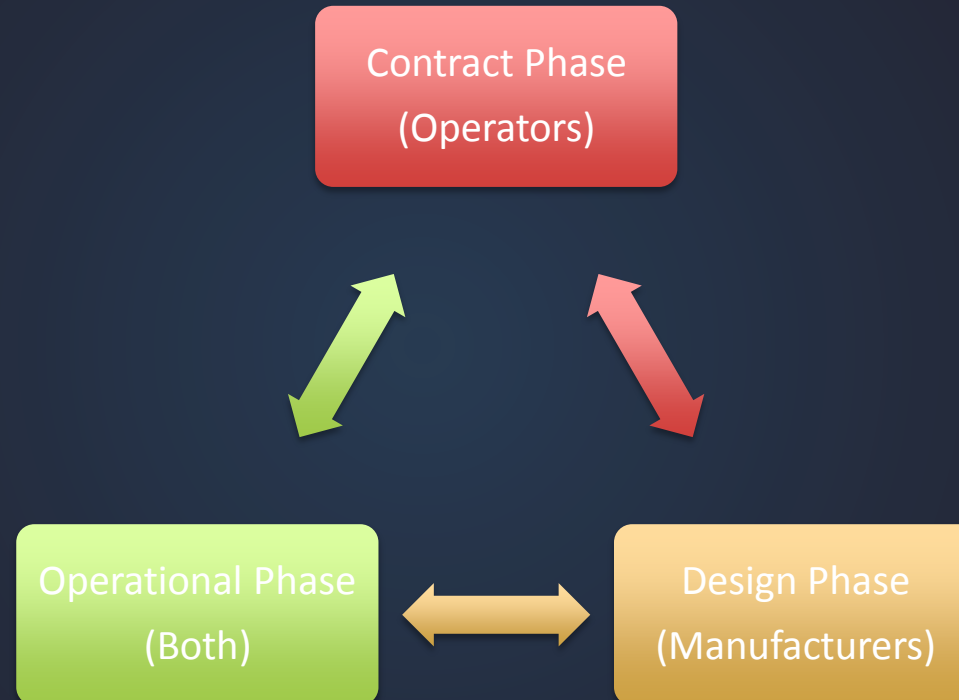 Contract Phase
(Operators)
Operational Phase
(Both)
Design Phase
(Manufacturers)